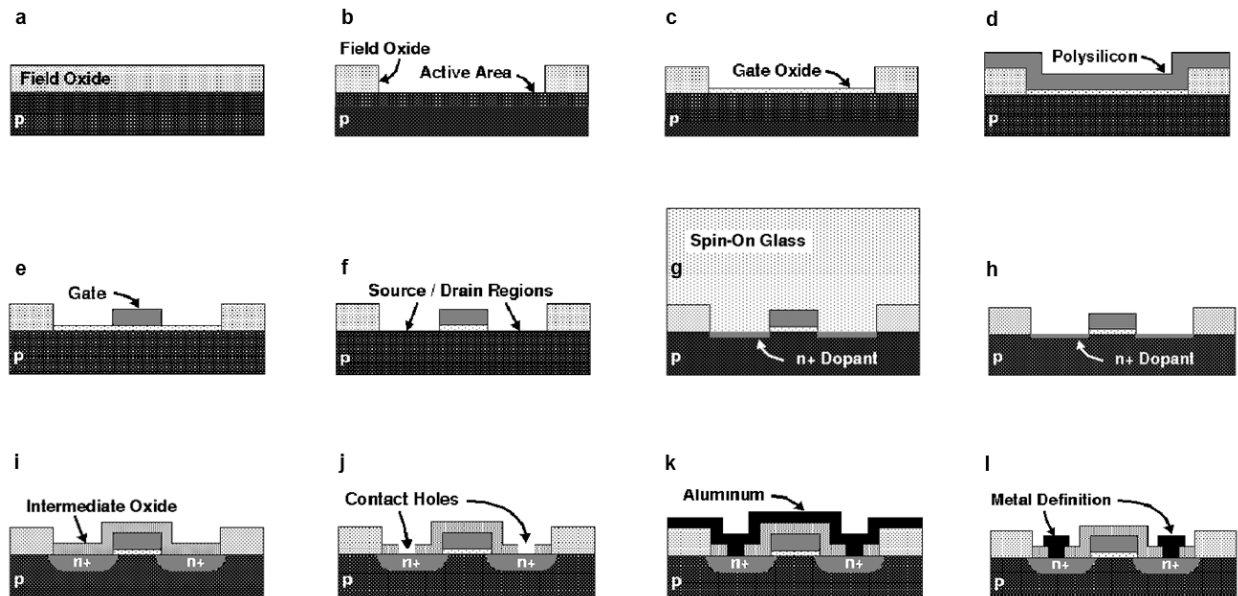 a
b
c
d
Field Oxide
p
Field Oxide
Active Area
p
Gate Oxide
p
Polysilicon
p
e
f
g
h
Gate
p
Source / Drain Regions
p
Spin-On Glass
n+ Dopant
p
n+ Dopant
p
i
j
k
l
Intermediate Oxide
n+ n+
p
Contact Holes
n+ n+
p
Aluminum
n+ n+
p
Metal Definition
n+ n+
p